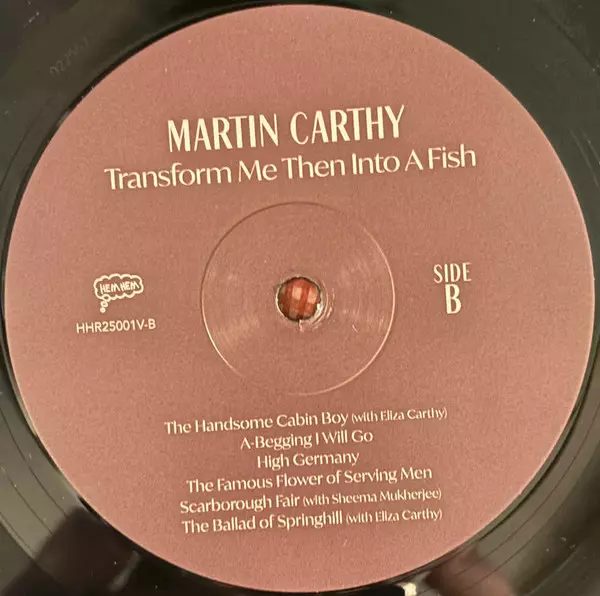 MARTIN CARTHY
Transform Me Then Into A Fish
HEM HEM
HHR25001V-B
SIDE
B
The Handsome Cabin Boy (with Eliza Carthy)
A-Begging I Will Go
High Germany
The Famous Flower of Serving Men
Scarborough Fair (with Sheema Mukherjee)
The Ballad of Springhill (with Eliza Carthy)